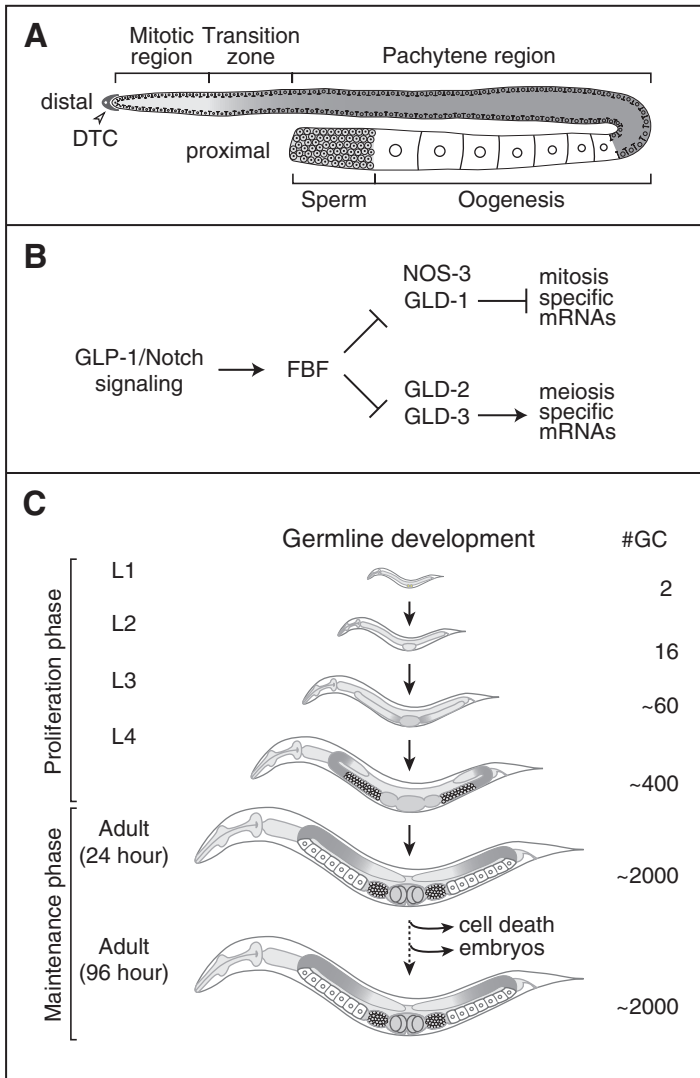 A
Mitotic region
Transition zone
Pachytene region
distal
DTC
proximal
Sperm
Oogenesis
B
NOS-3
GLD-1
mitosis
specific
mRNAs
GLP-1/Notch
signaling
FBF
GLD-2
GLD-3
meiosis
specific
mRNAs
C
Germline development
#GC
Proliferation phase
L1
2
L2
16
L3
~60
L4
~400
Maintenance phase
Adult
(24 hour)
~2000
cell death
embryos
Adult
(96 hour)
~2000